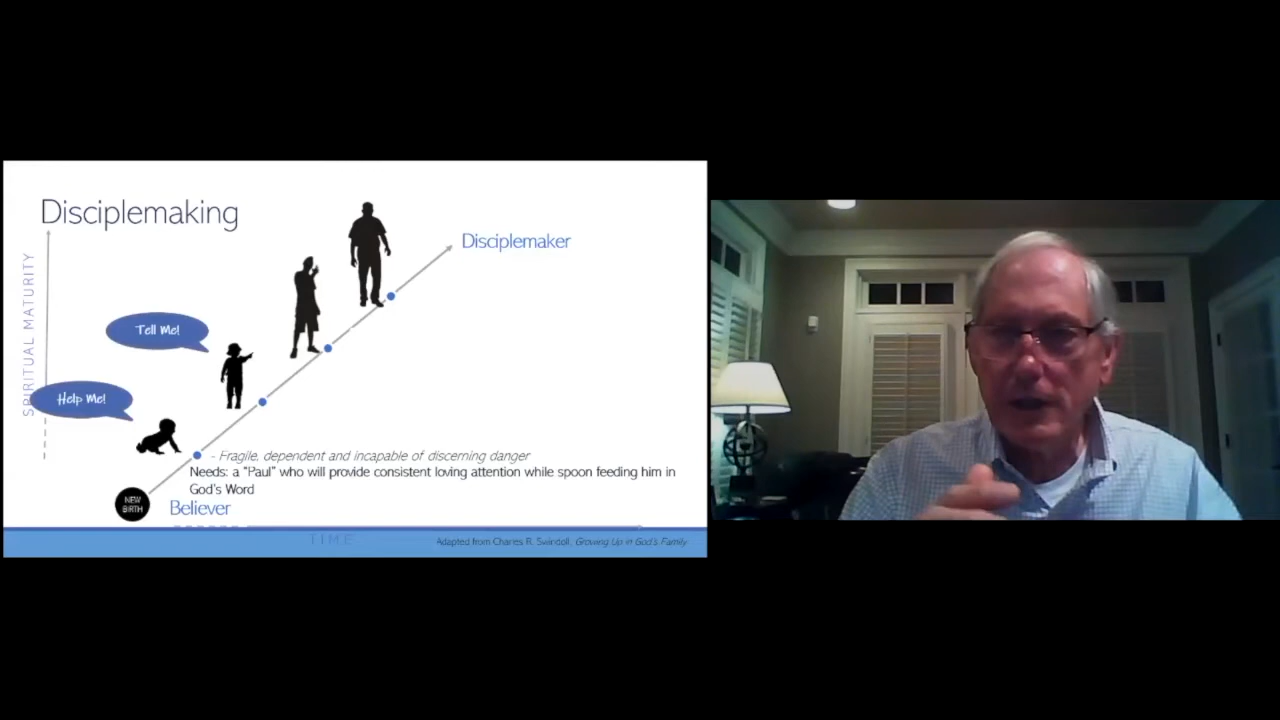 Disciplemaking
Disciplemaker
SPIRITUAL MATURITY
Tell Me!
Help Me!
- Fragile, dependent and incapable of discerning danger
Needs: a "Paul" who will provide consistent loving attention while spoon feeding him in
God's Word
NEW
BIRTH
Believer
TIME
Adapted from Charles R. Swindoll, Growing Up in God's Family